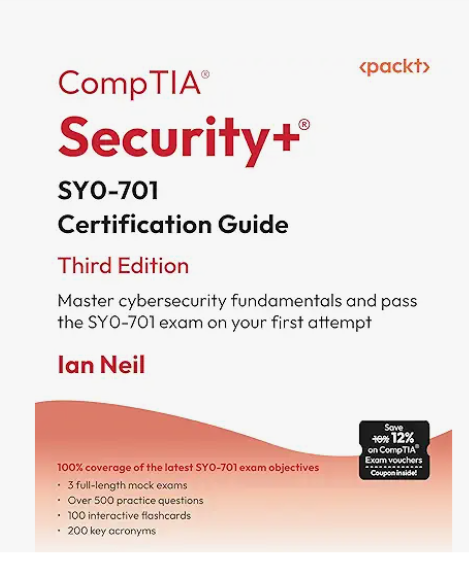 <packt>
CompTIA®
Security+®
SY0-701
Certification Guide
Third Edition
Master cybersecurity fundamentals and pass
the SY0-701 exam on your first attempt
Ian Neil
Save
10% 12%
on CompTIA®
Exam vouchers
Coupon inside!
100% coverage of the latest SY0-701 exam objectives
• 3 full-length mock exams
• Over 500 practice questions
• 100 interactive flashcards
• 200 key acronyms